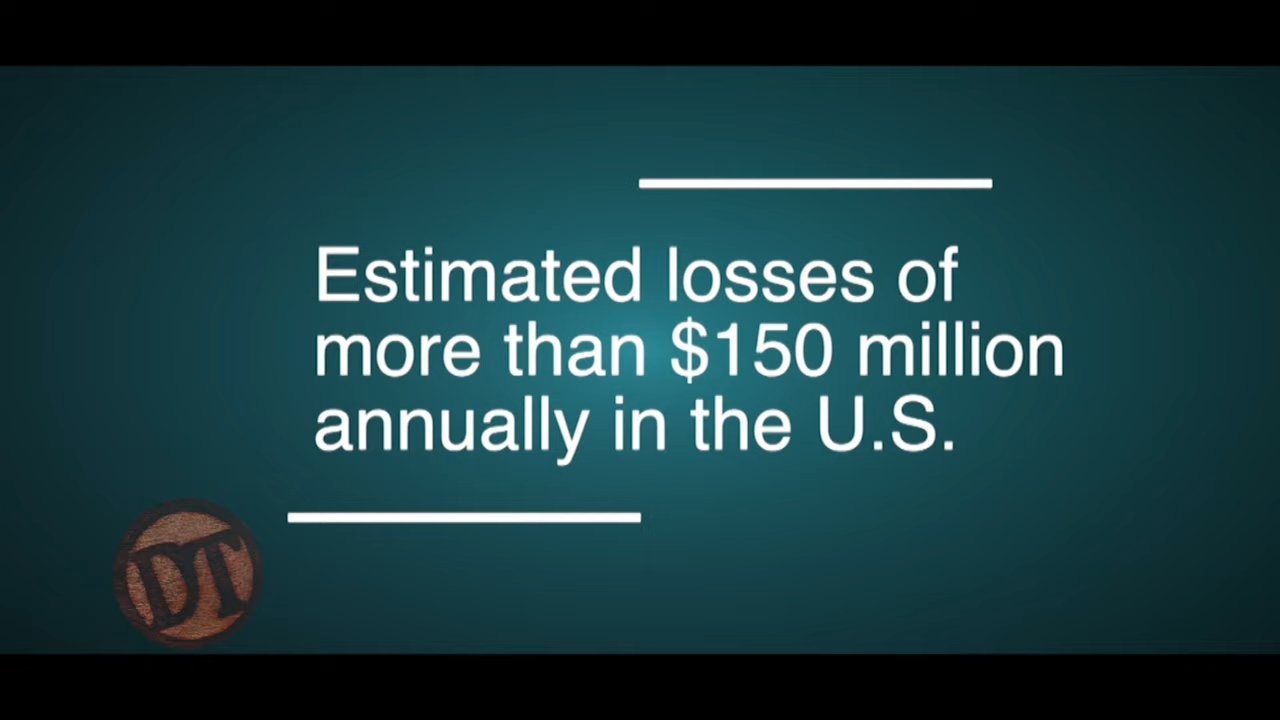 Estimated losses of
more than $150 million
annually in the U.S.
DT